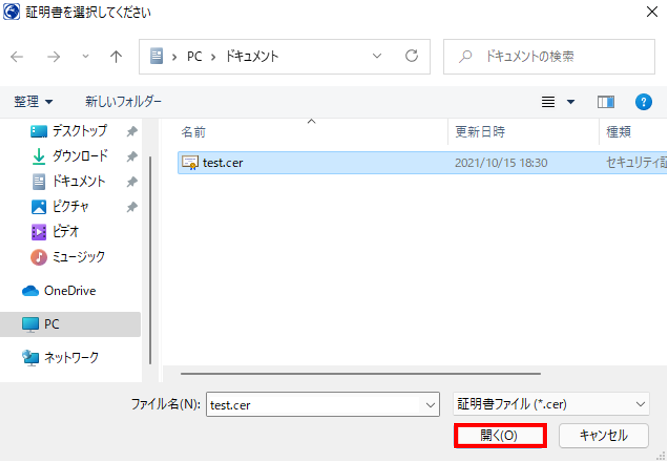 証明書を選択してください
PC ドキュメント
ドキュメントの検索
整理 新しいフォルダー
名前 更新日時 種類
デスクトップ
test.cer 2021/10/15 18:30 セキュリティ証
ダウンロード
ドキュメント
ピクチャ
ビデオ
ミュージック
OneDrive
PC
ネットワーク
ファイル名(N): test.cer 証明書ファイル (*.cer)
開く(O) キャンセル